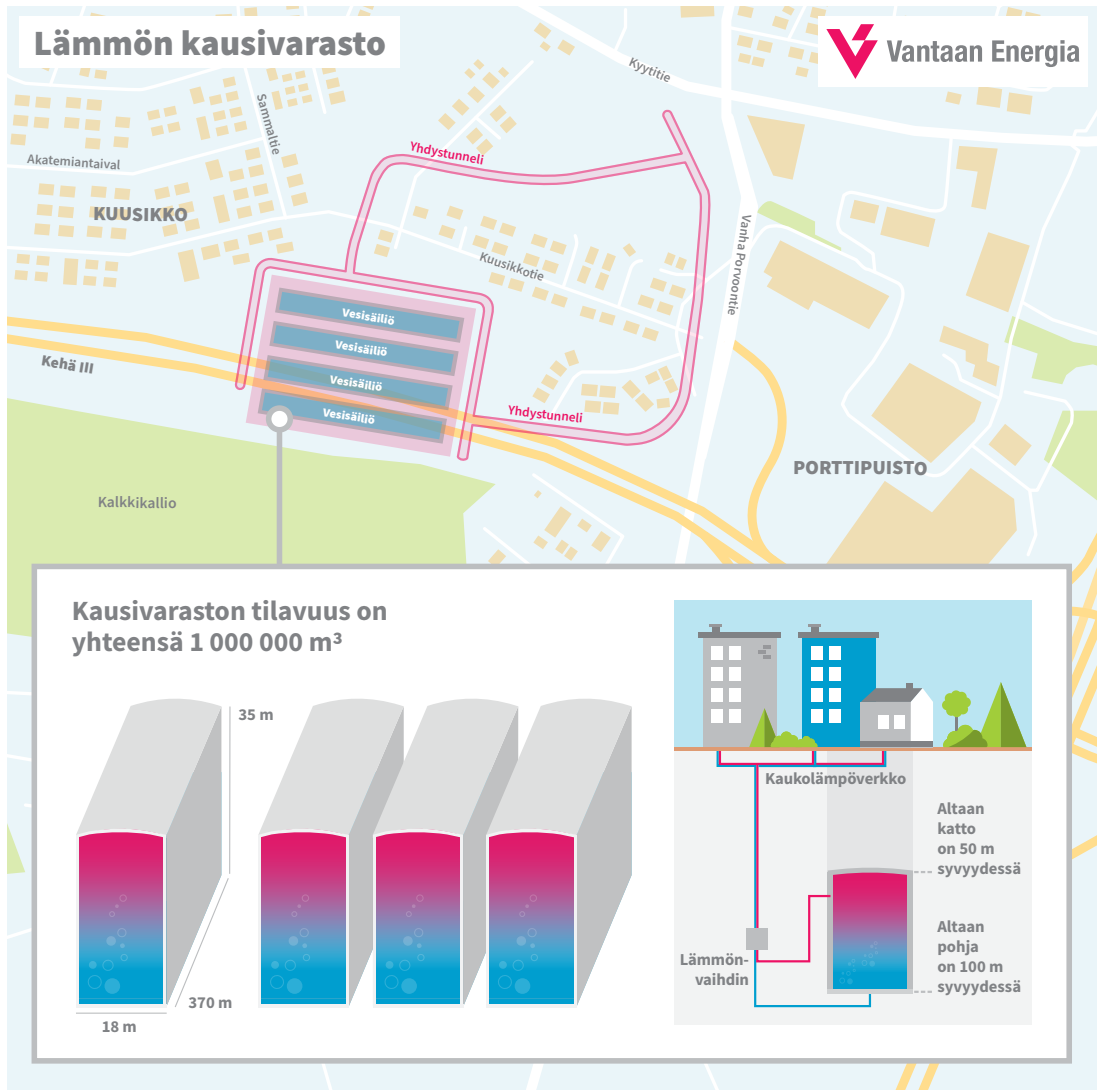 Lämmön kausivarasto
Vantaan Energia
Kyytitie
Sammaltie
Akatemiantaival
Yhdystunneli
KUUSIKKO
Vanha Porvoontie
Kuusikkotie
Vesisäiliö
Vesisäiliö
Kehä III
Vesisäiliö
Vesisäiliö
Yhdystunneli
PORTTIPUISTO
Kalkkikallio
Kausivaraston tilavuus on
yhteensä 1 000 000 m³
35 m
370 m
18 m
Kaukolämpöverkko
Altaan
katto
on 50 m
syvyydessä
Altaan
pohja
on 100 m
syvyydessä
Lämmön-
vaihdin